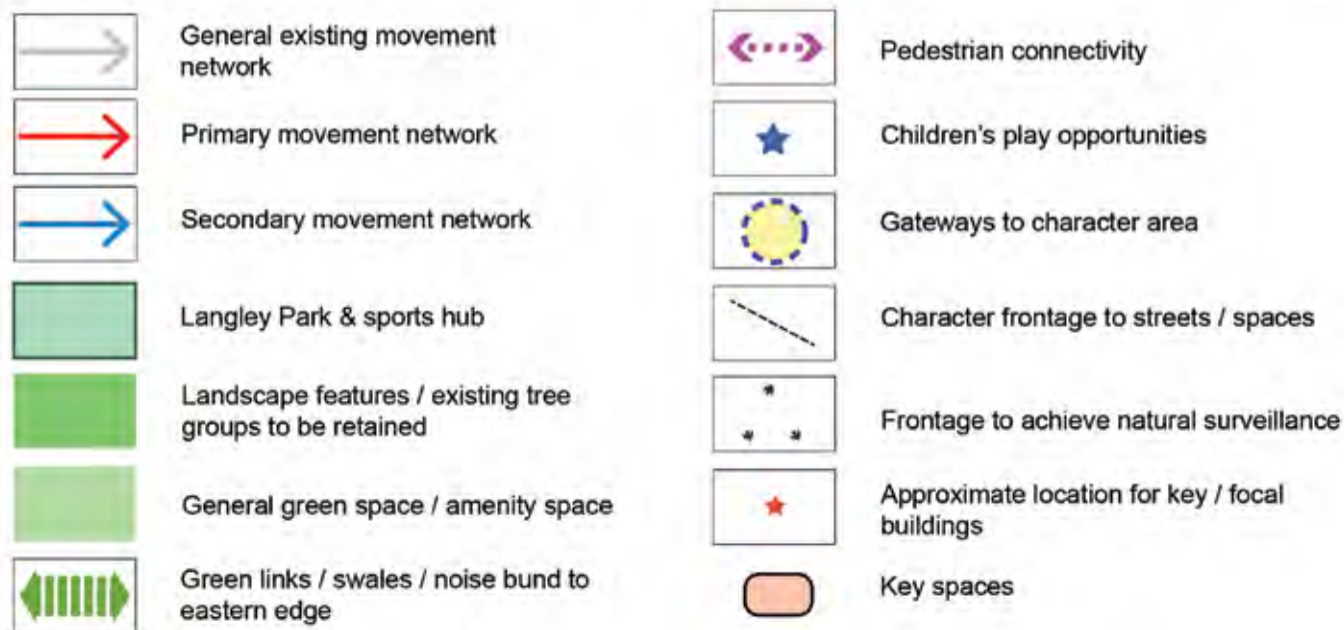 General existing movement
network
Primary movement network
Secondary movement network
Langley Park & sports hub
Landscape features / existing tree
groups to be retained
General green space / amenity space
Green links / swales / noise bund to
eastern edge
Pedestrian connectivity
Children's play opportunities
Gateways to character area
Character frontage to streets / spaces
Frontage to achieve natural surveillance
Approximate location for key / focal
buildings
Key spaces